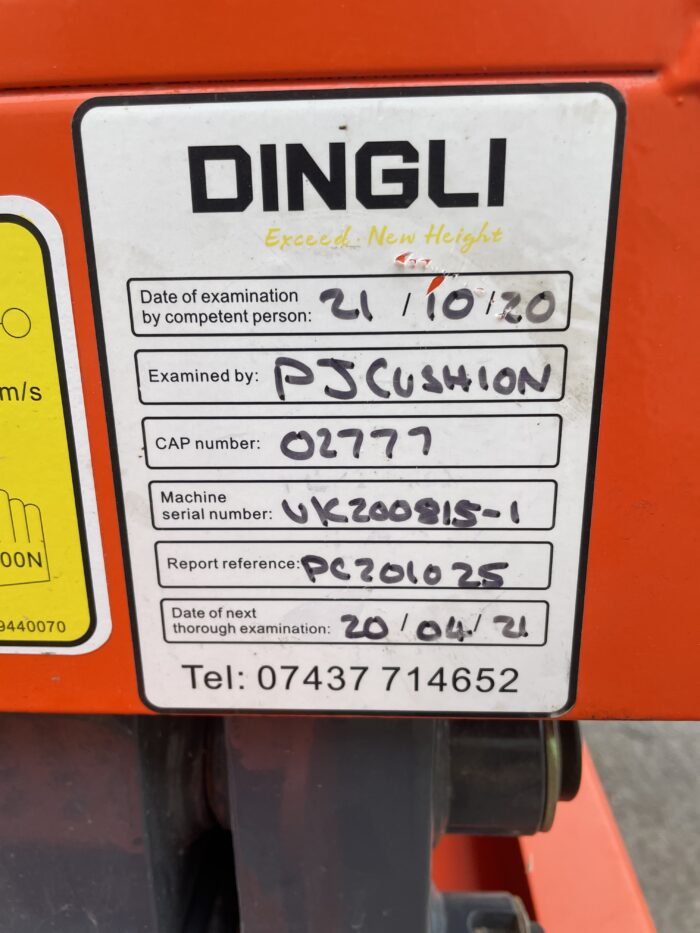 DINGLI
Exceed New Height
Date of examination
by competent person: 21 / 10 / 20
Examined by: PJ CUSHION
CAP number: 02777
Machine
serial number: UK200815-1
Report reference: PC201025
Date of next
thorough examination: 20 / 04 / 21
Tel: 07437 714652
m/s
00N
9440070